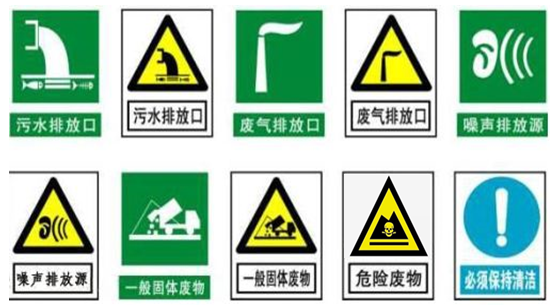 污水排放口
污水排放口
废气排放口
废气排放口
噪声排放源
噪声排放源
一般固体废物
一般固体废物
危险废物
必须保持清洁